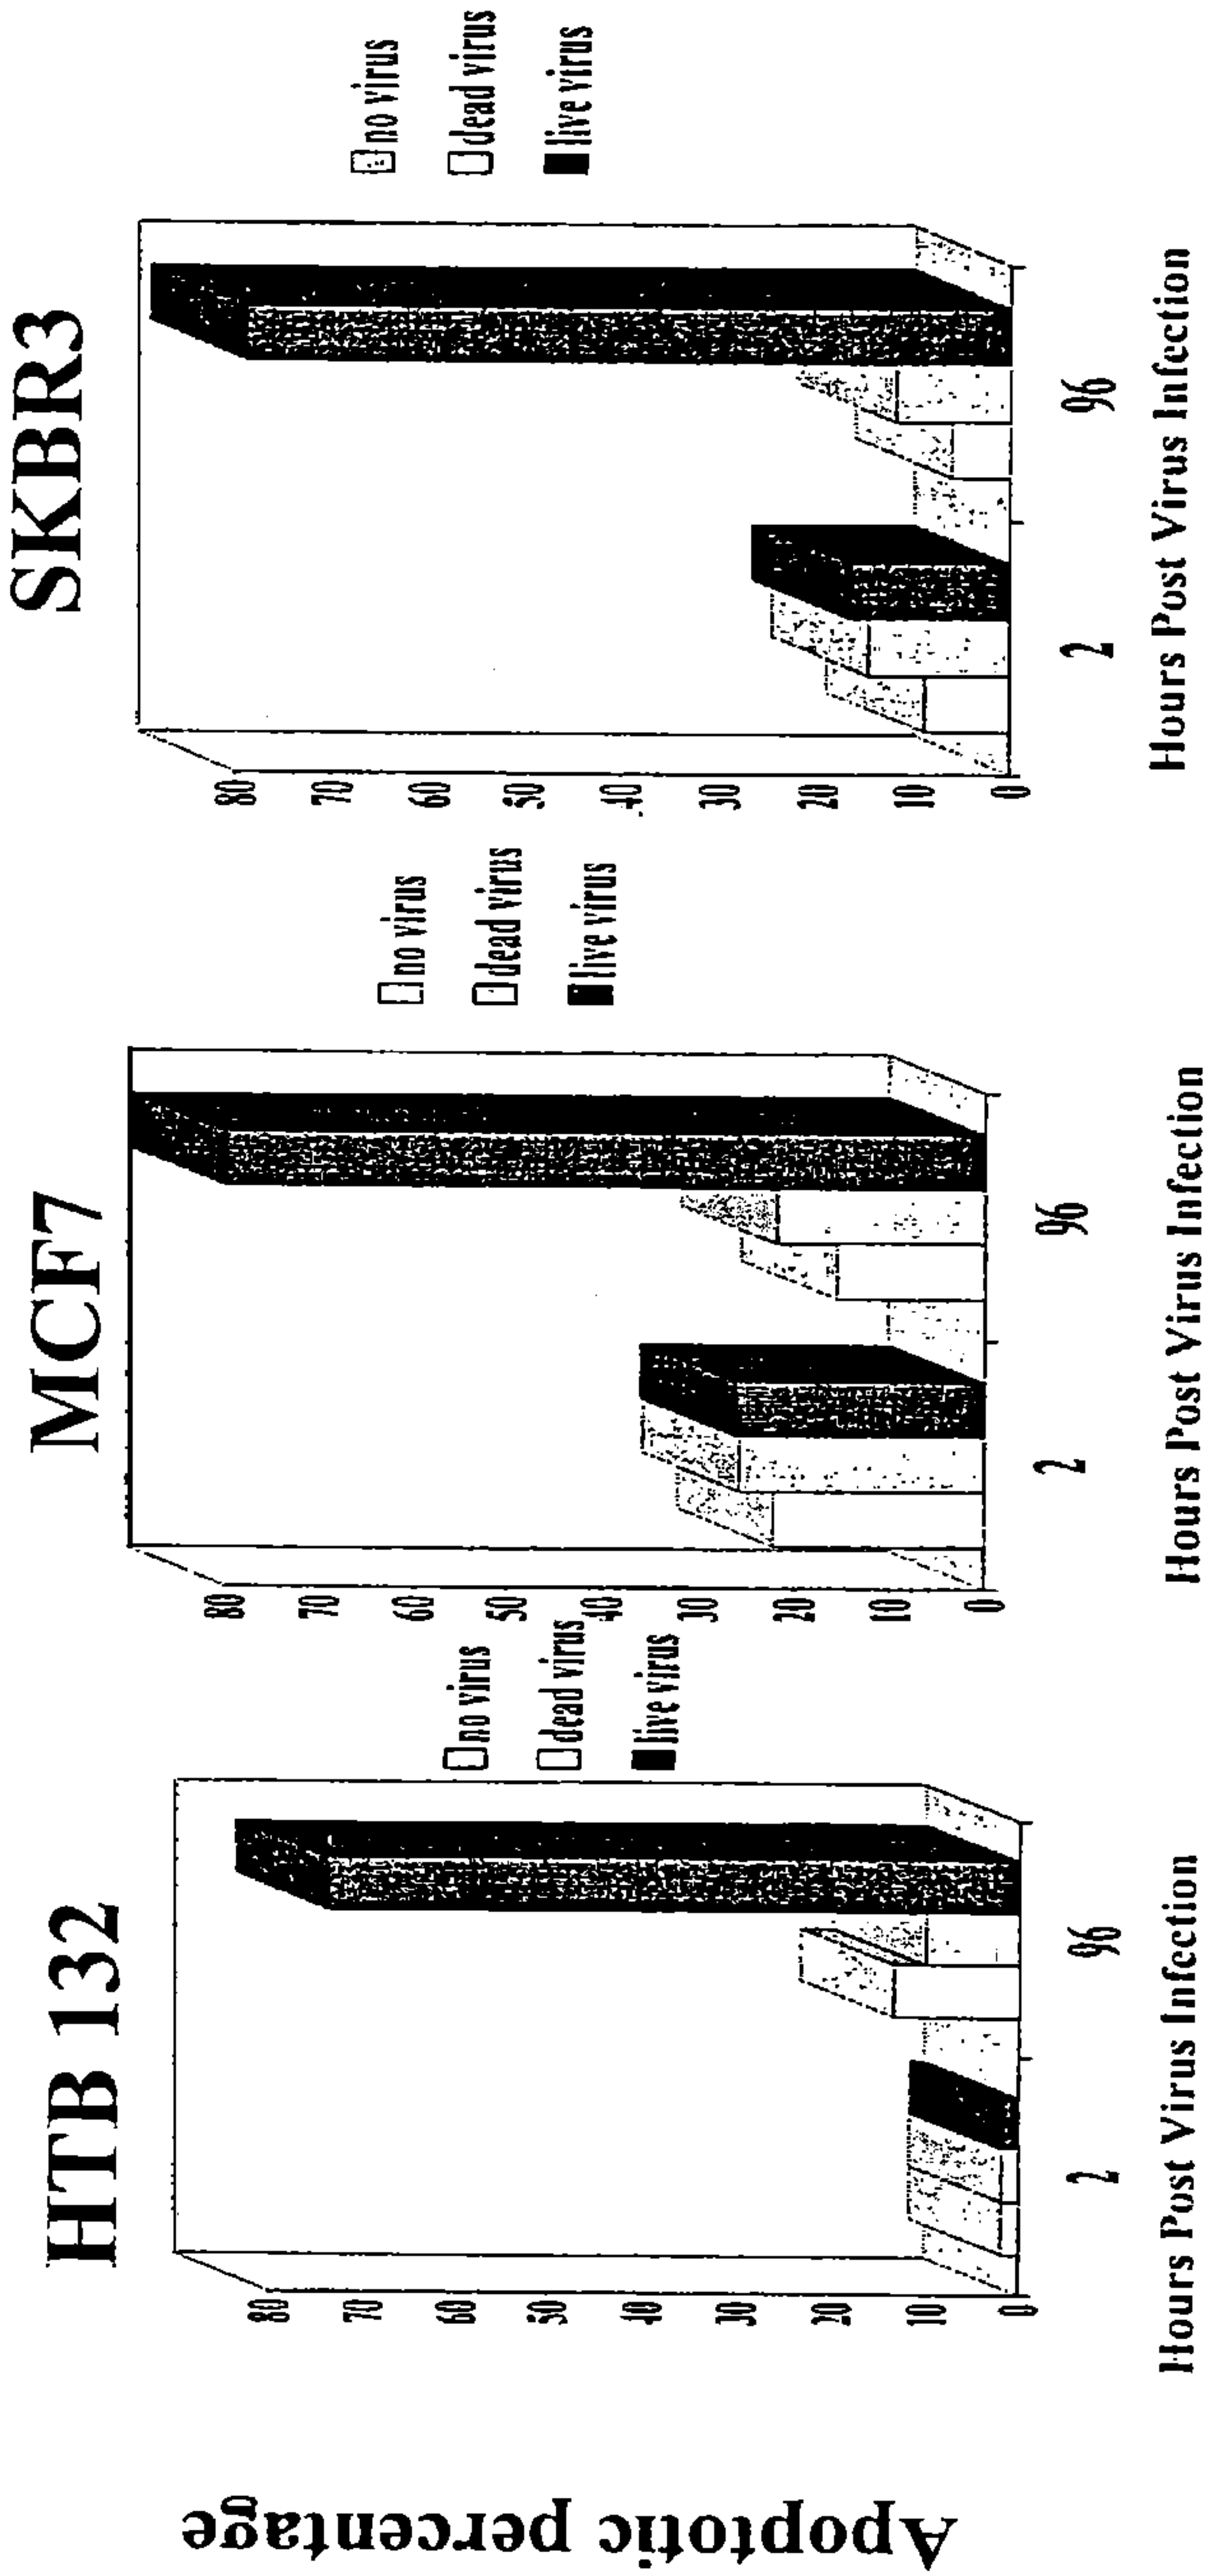 Apoptotic percentage
HTB 132
80
70
60
50
40
30
20
10
0
2
96
Hours Post Virus Infection
no virus
dead virus
live virus
MCF7
80
70
60
50
40
30
20
10
0
2
96
Hours Post Virus Infection
no virus
dead virus
live virus
SKBR3
80
70
60
50
40
30
20
10
0
2
96
Hours Post Virus Infection
no virus
dead virus
live virus